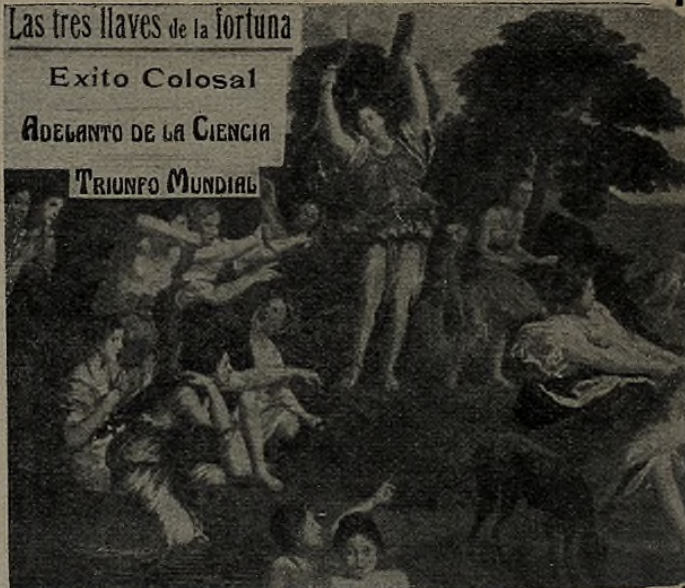 Las tres llaves de la fortuna
Exito Colosal
ADELANTO DE LA CIENCIA
TRIUNFO MUNDIAL